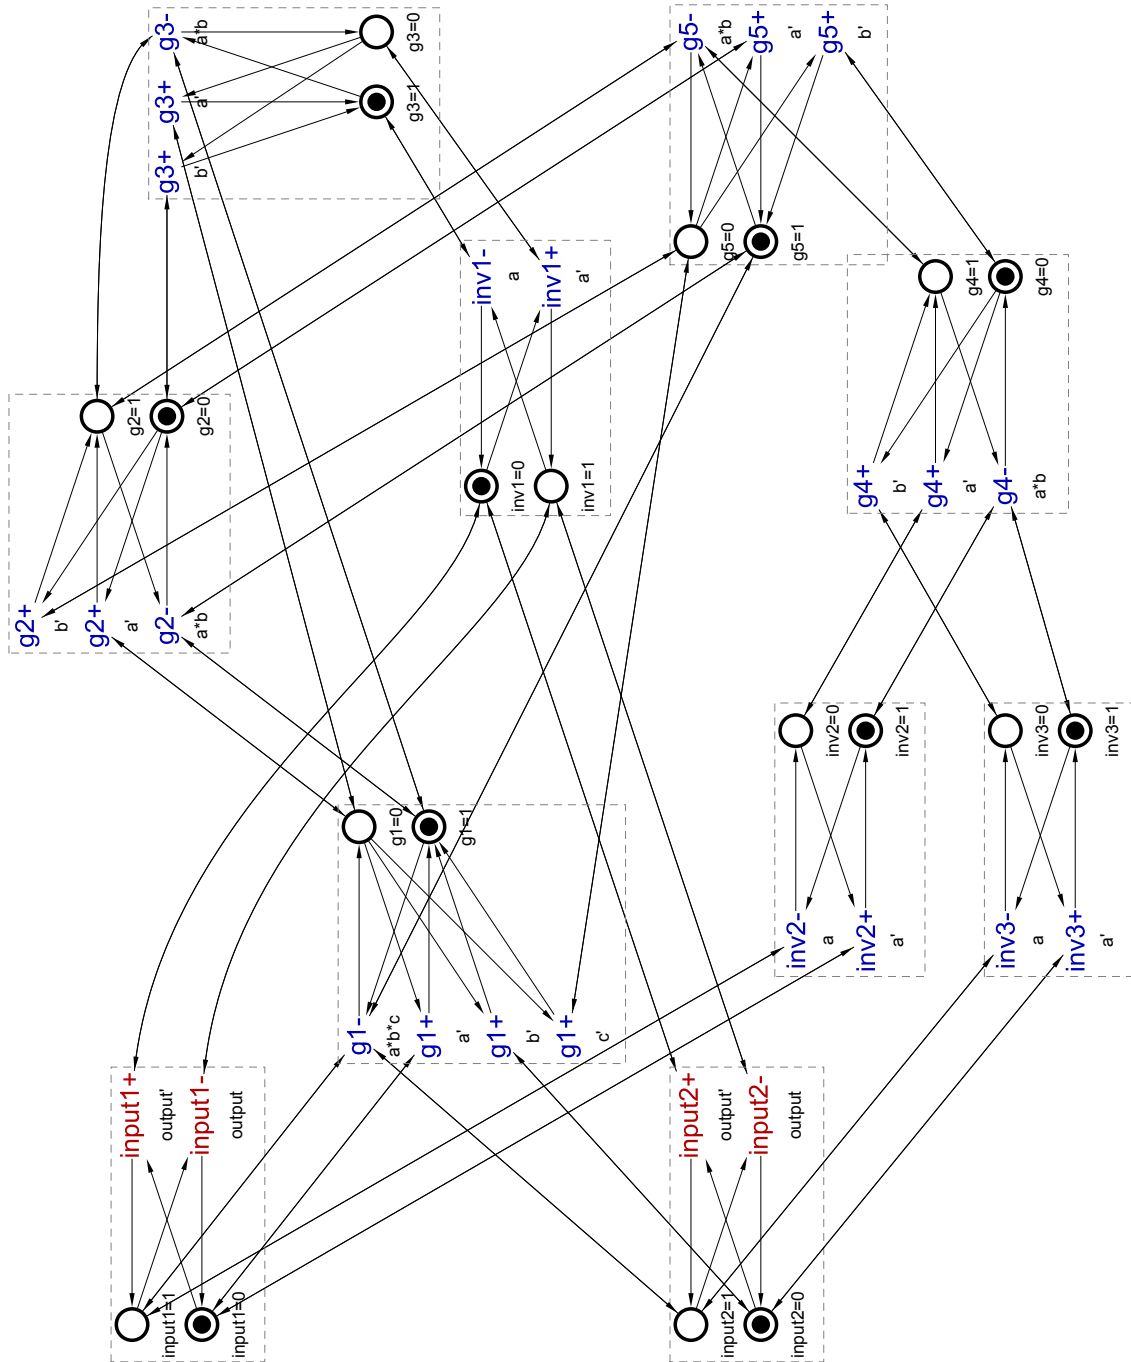 g3-
a*b
g3+
a'
g3+
b'
g3=0
g3=1
g5-
a*b
g5+
a'
g5+
b'
g5=0
g5=1
inv1-
a
inv1+
a'
inv1=0
inv1=1
g4=1
g4=0
g4+
b'
g4+
a'
g4-
a*b
g2=1
g2=0
g2+
b'
g2+
a'
g2-
a*b
inv2=0
inv2=1
inv2-
a
inv2+
a'
inv3=0
inv3=1
inv3-
a
inv3+
a'
g1=0
g1=1
g1-
a*b*c
g1+
a'
g1+
b'
g1+
c'
input1+
output'
input1-
output
input1=1
input1=0
input2+
output'
input2-
output
input2=1
input2=0